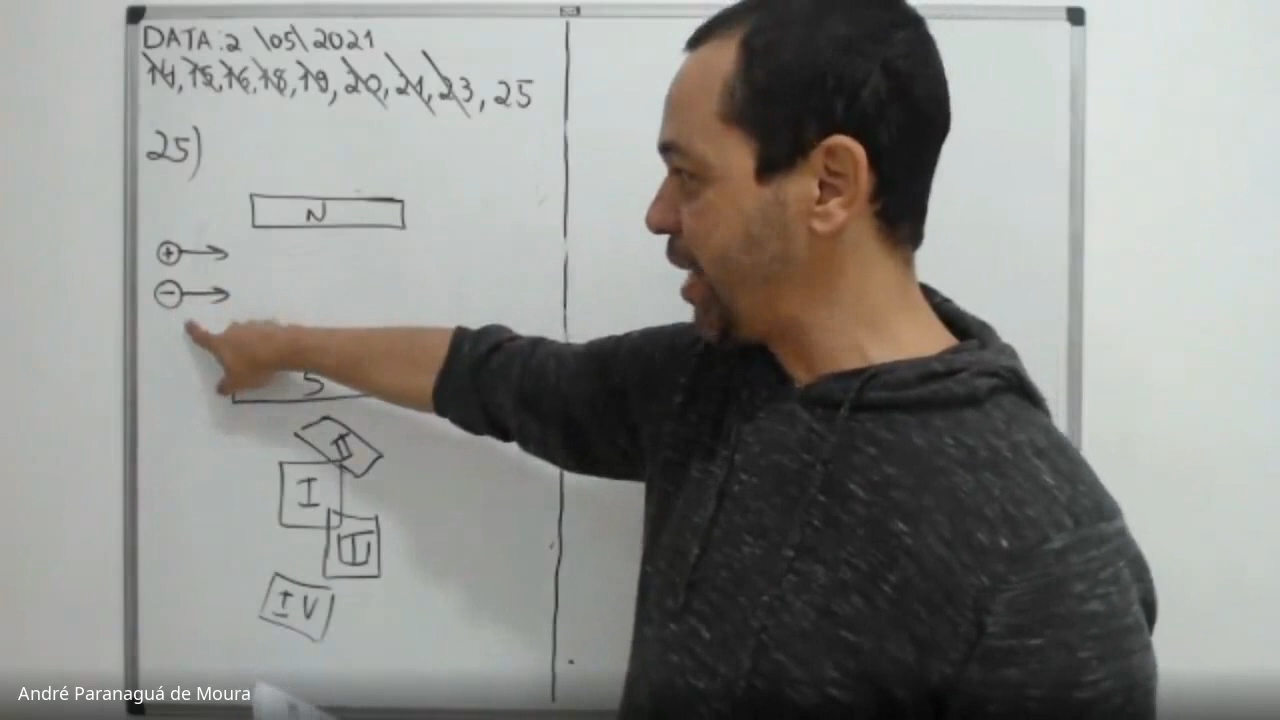 DATA: 2 \05\ 2021
14, 15, 16, 18, 19, 20, 21, 23, 25
25)
N
+
-
S
II
I
II
IV
André Paranaguá de Moura